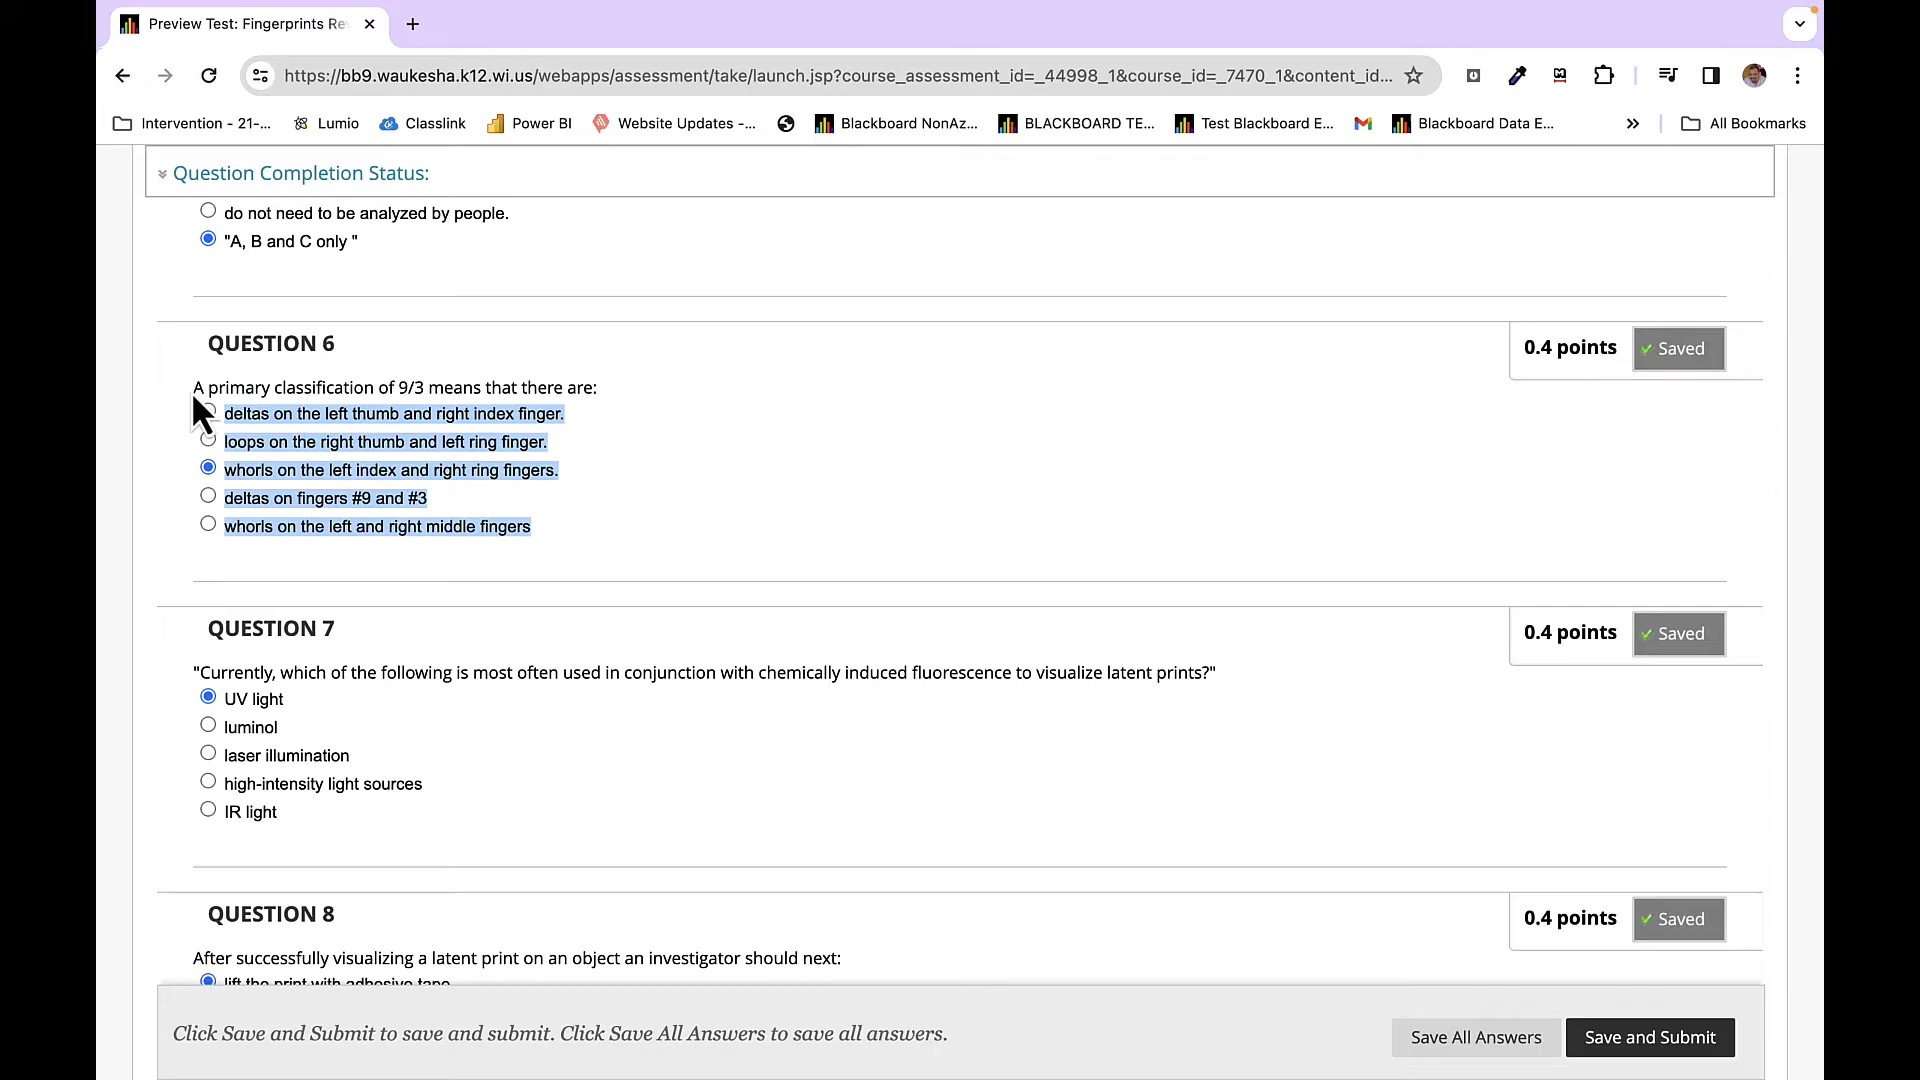 Preview Test: Fingerprints Re
https://bb9.waukesha.k12.wi.us/webapps/assessment/take/launch.jsp?course_assessment_id=_44998_1&course_id=_7470_1&content_id...
Intervention - 21-... Lumio Classlink Power BI Website Updates -... Blackboard NonAz... BLACKBOARD TE... Test Blackboard E... Blackboard Data E... » All Bookmarks
Question Completion Status:
do not need to be analyzed by people.
"A, B and C only "
QUESTION 6
0.4 points Saved
A primary classification of 9/3 means that there are:
deltas on the left thumb and right index finger.
loops on the right thumb and left ring finger.
whorls on the left index and right ring fingers.
deltas on fingers #9 and #3
whorls on the left and right middle fingers
QUESTION 7
0.4 points Saved
"Currently, which of the following is most often used in conjunction with chemically induced fluorescence to visualize latent prints?"
UV light
luminol
laser illumination
high-intensity light sources
IR light
QUESTION 8
0.4 points Saved
After successfully visualizing a latent print on an object an investigator should next:
lift the print with adhesive tape
Click Save and Submit to save and submit. Click Save All Answers to save all answers.
Save All Answers Save and Submit